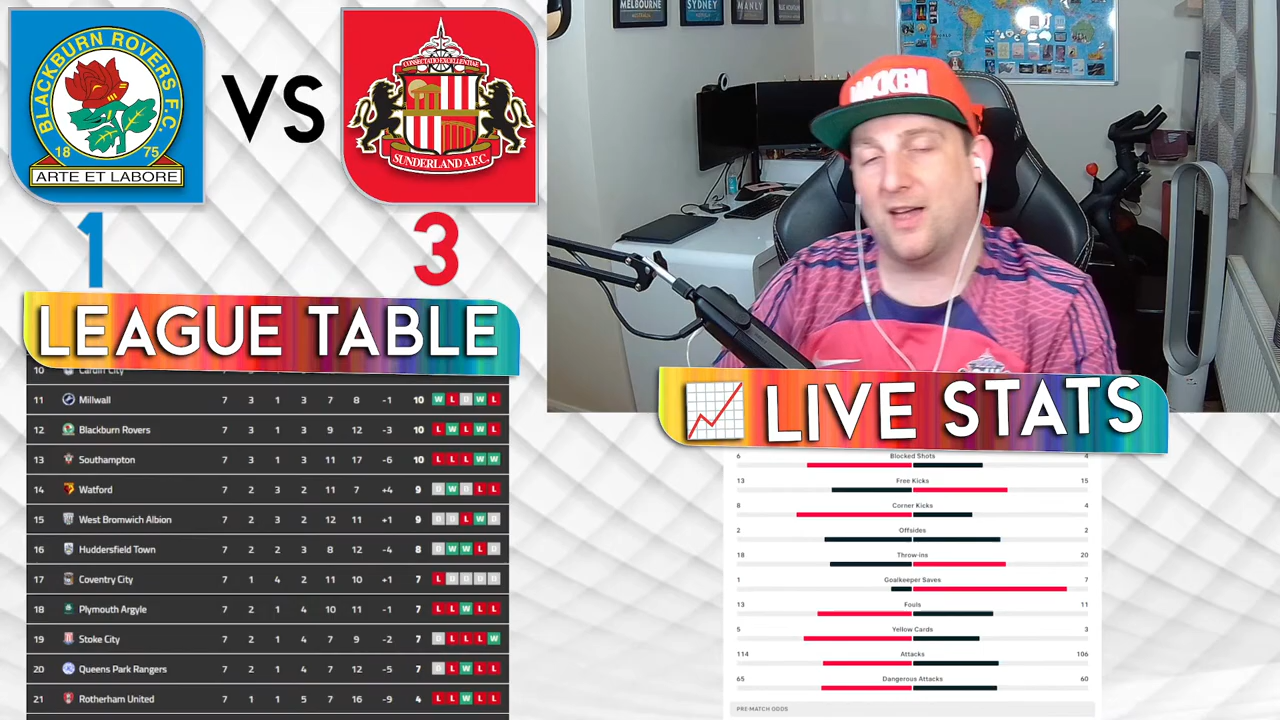 BLACKBURN ROVERS F.C.
18 75
ARTE ET LABORE
VS
CONSECTATIO EXCELLENTIAE
SUNDERLAND A.F.C.
1
3
LEAGUE TABLE
10 Cardiff City
11 Millwall 7 3 1 3 7 8 -1 10 W L D W L
12 Blackburn Rovers 7 3 1 3 9 12 -3 10 L W L W L
13 Southampton 7 3 1 3 11 17 -6 10 L L L W W
14 Watford 7 2 3 2 11 7 +4 9 D W D L L
15 West Bromwich Albion 7 2 3 2 12 11 +1 9 D D L W D
16 Huddersfield Town 7 2 2 3 8 12 -4 8 D W W L D
17 Coventry City 7 1 4 2 11 10 +1 7 L D D D D
18 Plymouth Argyle 7 2 1 4 10 11 -1 7 L L W L L
19 Stoke City 7 2 1 4 7 9 -2 7 D L L L W
20 Queens Park Rangers 7 2 1 4 7 12 -5 7 D L W L L
21 Rotherham United 7 1 1 5 7 16 -9 4 L L W L L
MELBOURNE
AUSTRALIA
SYDNEY
MANLY
HACKEM
LIVE STATS
6 Blocked Shots 4
13 Free Kicks 15
8 Corner Kicks 4
2 Offsides 2
18 Throw-ins 20
1 Goalkeeper Saves 7
13 Fouls 11
5 Yellow Cards 3
114 Attacks 106
65 Dangerous Attacks 60
PRE-MATCH ODDS